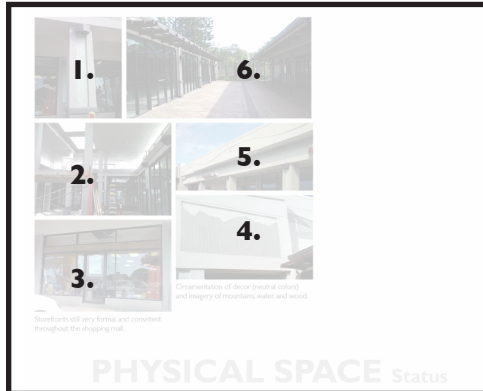 1.
6.
2.
5.
4.
3.
Ornamentation of decor (neutral colors)
and imagery of mountains, water and wood.
Storefronts still very formal and consistent
throughout the shopping mall.
PHYSICAL SPACE Status